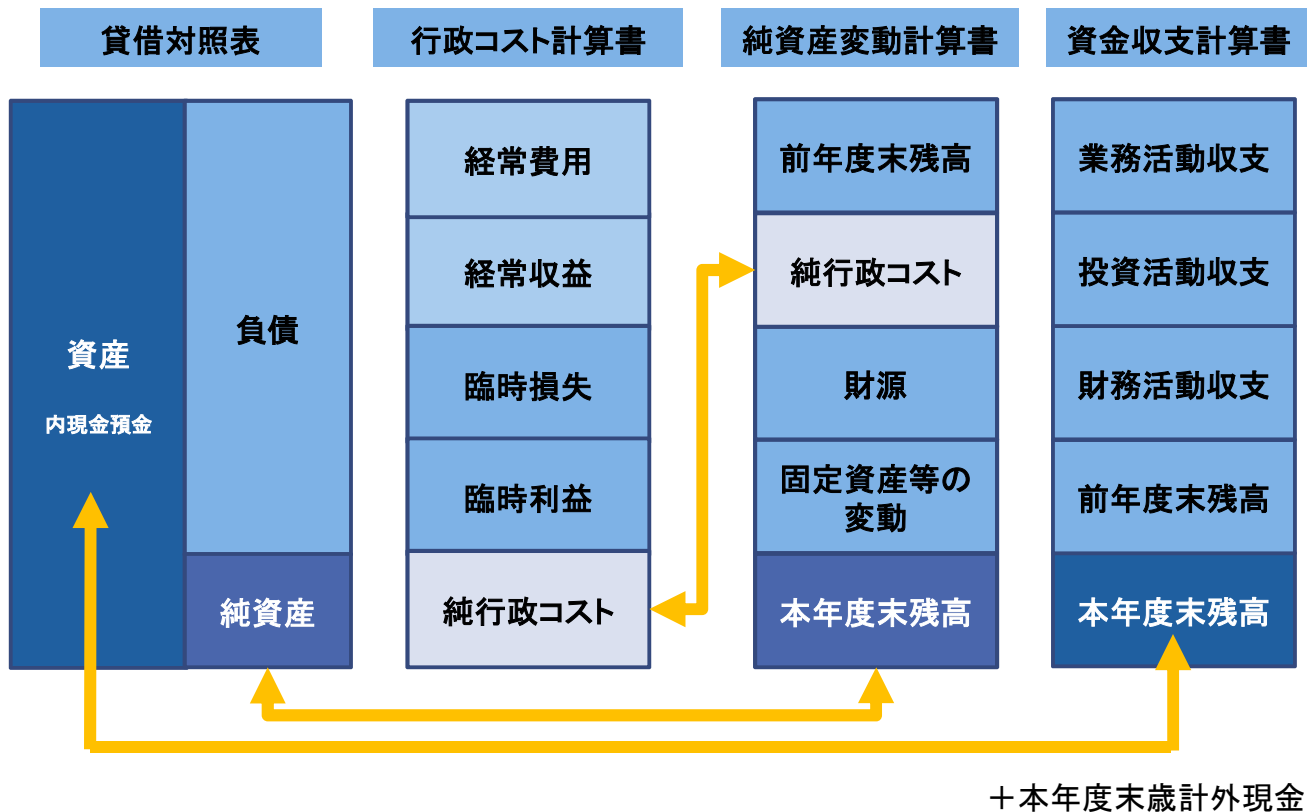 貸借対照表
行政コスト計算書
純資産変動計算書
資金収支計算書
資産
内現金預金
負債
純資産
経常費用
経常収益
臨時損失
臨時利益
純行政コスト
前年度末残高
純行政コスト
財源
固定資産等の
変動
本年度末残高
業務活動収支
投資活動収支
財務活動収支
前年度末残高
本年度末残高
＋本年度末歳計外現金